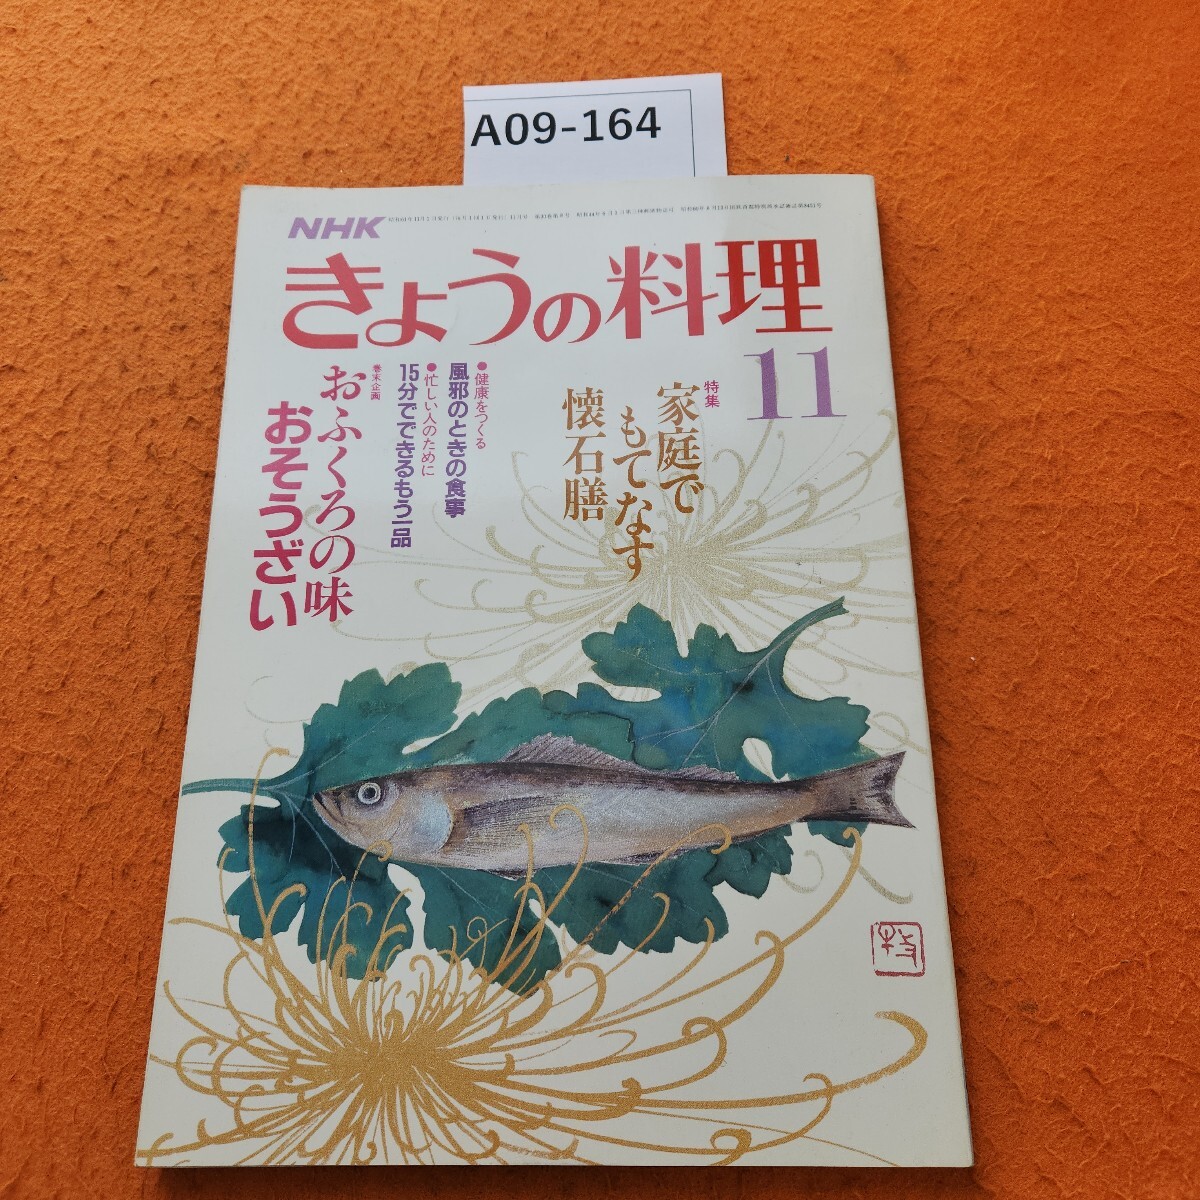 A09-164
NHK
きょうの料理
11
特集
家庭で
もてなす
懐石膳
●健康をつくる
風邪のときの食事
●忙しい人のために
15分でできるもう一品
巻末企画
おふくろの味
おそうざい